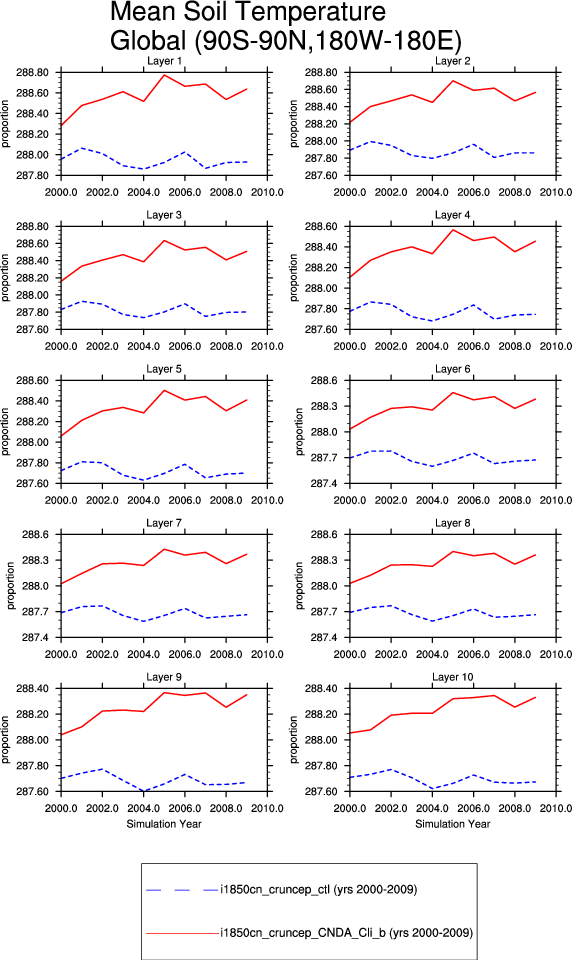 Mean Soil Temperature
Global (90S-90N,180W-180E)
Layer 1
Layer 2
288.80
288.60
288.40
288.20
288.00
287.80
proportion
2000.0 2002.0 2004.0 2006.0 2008.0 2010.0
288.80
288.60
288.40
288.20
288.00
287.80
287.60
proportion
2000.0 2002.0 2004.0 2006.0 2008.0 2010.0
Layer 3
Layer 4
288.80
288.60
288.40
288.20
288.00
287.80
287.60
proportion
2000.0 2002.0 2004.0 2006.0 2008.0 2010.0
288.60
288.40
288.20
288.00
287.80
287.60
proportion
2000.0 2002.0 2004.0 2006.0 2008.0 2010.0
Layer 5
Layer 6
288.60
288.40
288.20
288.00
287.80
287.60
proportion
2000.0 2002.0 2004.0 2006.0 2008.0 2010.0
288.6
288.3
288.0
287.7
287.4
proportion
2000.0 2002.0 2004.0 2006.0 2008.0 2010.0
Layer 7
Layer 8
288.6
288.3
288.0
287.7
287.4
proportion
2000.0 2002.0 2004.0 2006.0 2008.0 2010.0
288.6
288.3
288.0
287.7
287.4
proportion
2000.0 2002.0 2004.0 2006.0 2008.0 2010.0
Layer 9
Layer 10
288.40
288.20
288.00
287.80
287.60
proportion
2000.0 2002.0 2004.0 2006.0 2008.0 2010.0
Simulation Year
288.40
288.20
288.00
287.80
287.60
proportion
2000.0 2002.0 2004.0 2006.0 2008.0 2010.0
Simulation Year
i1850cn_cruncep_ctl (yrs 2000-2009)
i1850cn_cruncep_CNDA_Cli_b (yrs 2000-2009)